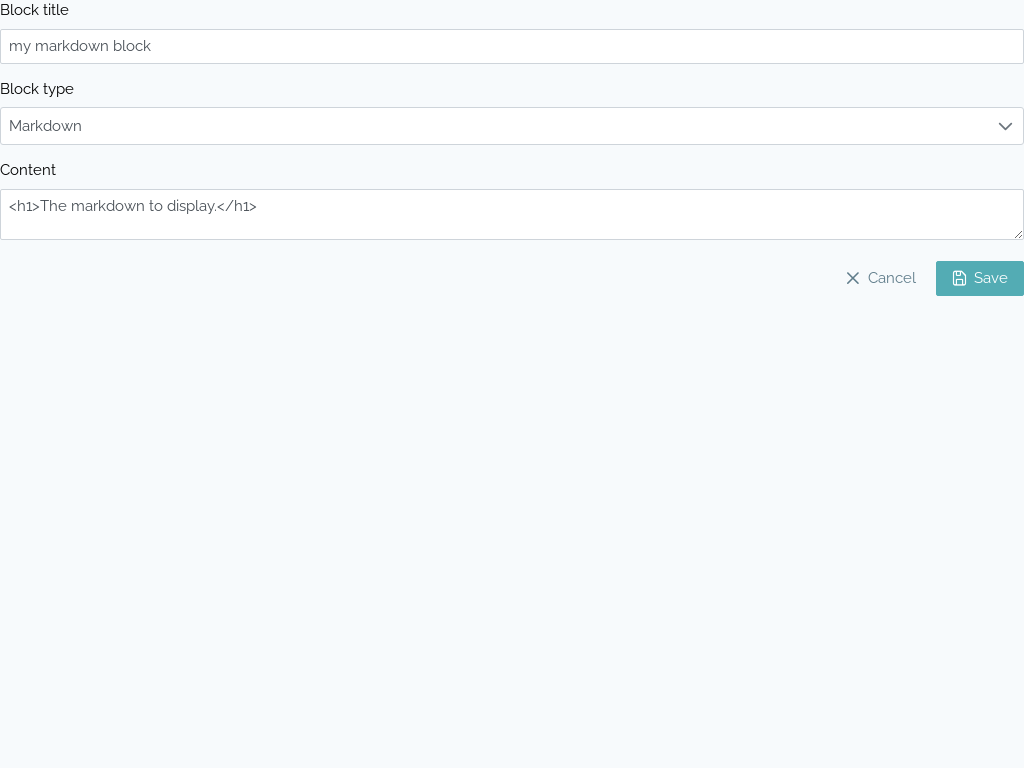 Block title
my markdown block
Block type
Markdown
Content
<h1>The markdown to display.</h1>
Cancel
Save